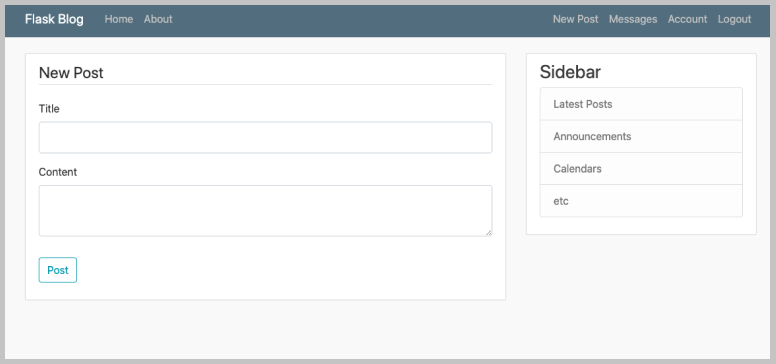 Flask Blog Home About New Post Messages Account Logout
New Post
Title
Content
Post
Sidebar
Latest Posts
Announcements
Calendars
etc